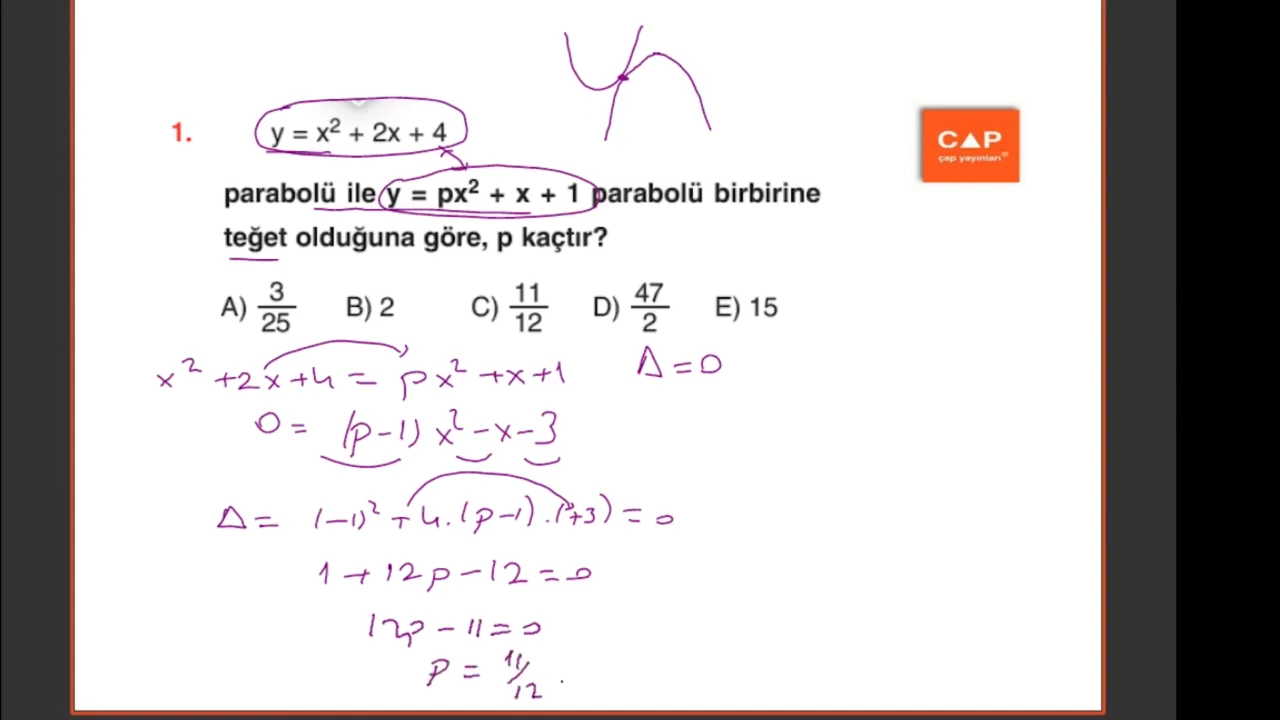 1. y = x² + 2x + 4
ÇAP
çap yayınları®
parabolü ile y = px² + x + 1 parabolü birbirine
teğet olduğuna göre, p kaçtır?
A) 3/25 B) 2 C) 11/12 D) 47/2 E) 15
x² + 2x + 4 = px² + x + 1 Δ = 0
0 = (p-1) x² - x - 3
Δ = (-1)² + 4.(p-1).(+3) = 0
1 + 12p - 12 = 0
12p - 11 = 0
p = 11/12